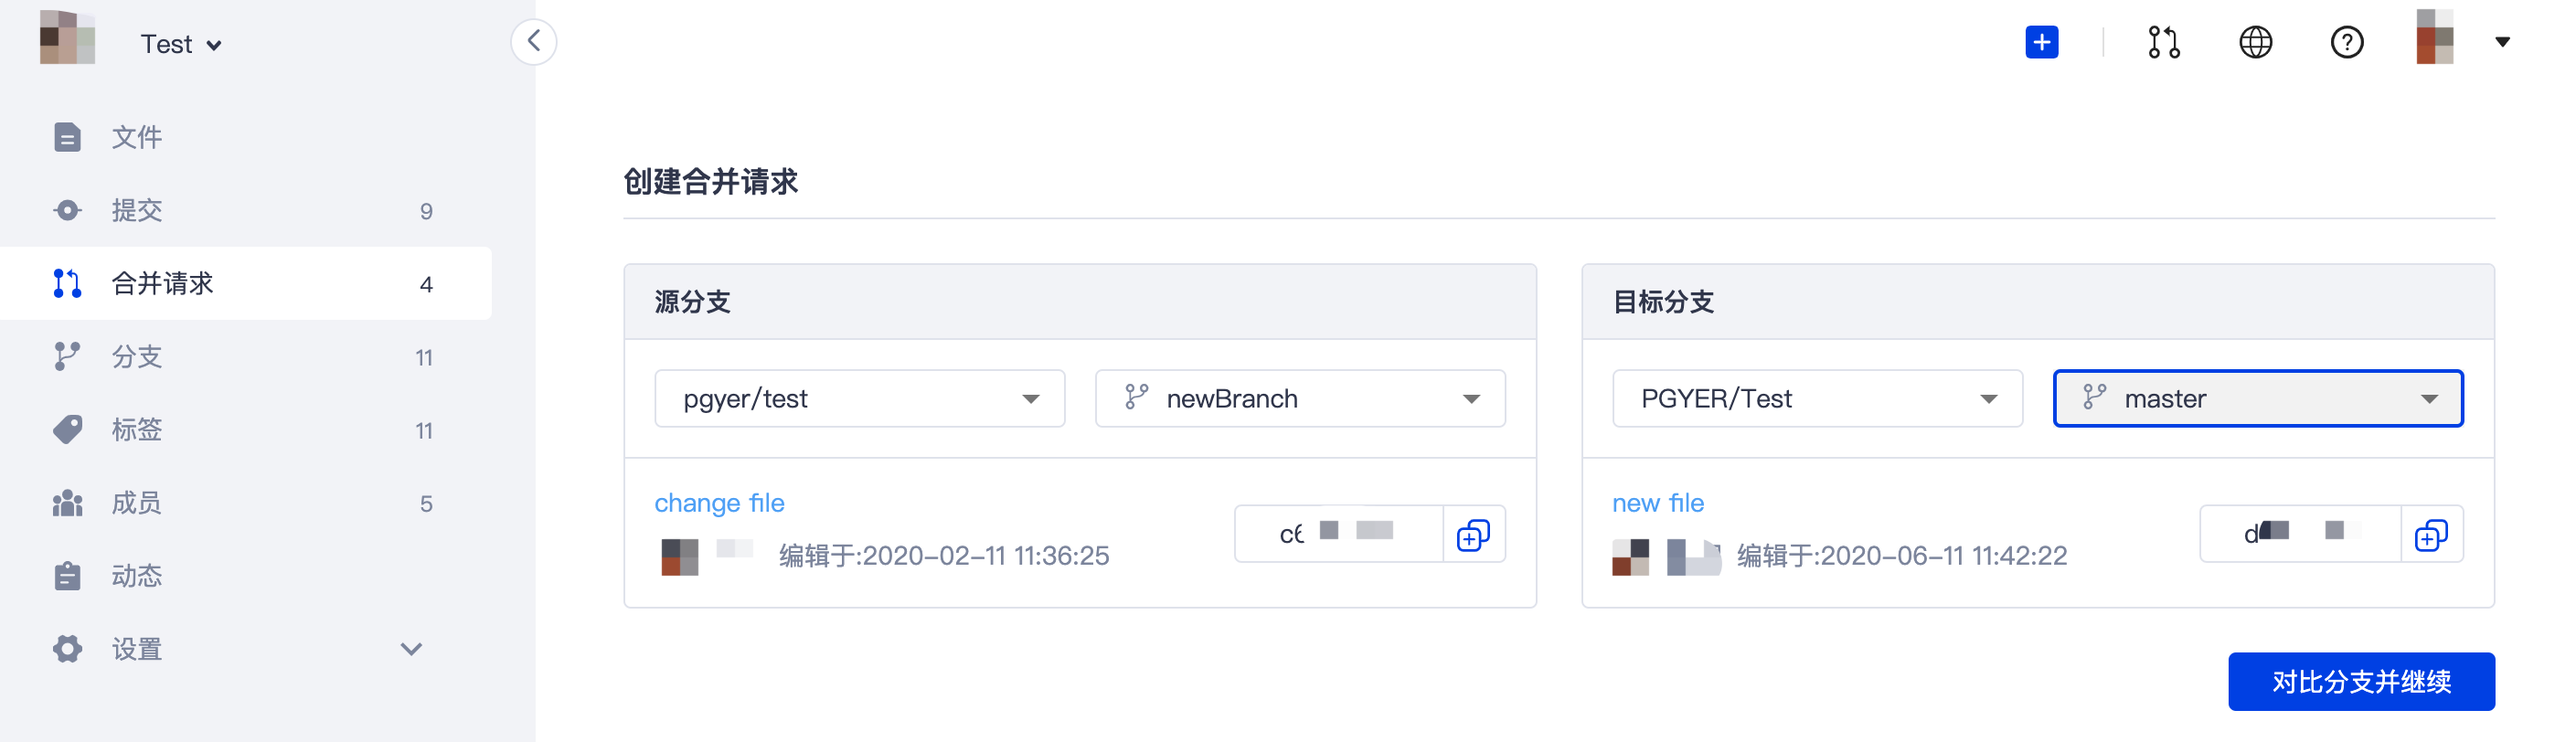 Test
文件
提交 9
合并请求 4
分支 11
标签 11
成员 5
动态
设置
创建合并请求
源分支
pgyer/test
newBranch
change file
编辑于:2020-02-11 11:36:25
目标分支
PGYER/Test
master
new file
编辑于:2020-06-11 11:42:22
对比分支并继续